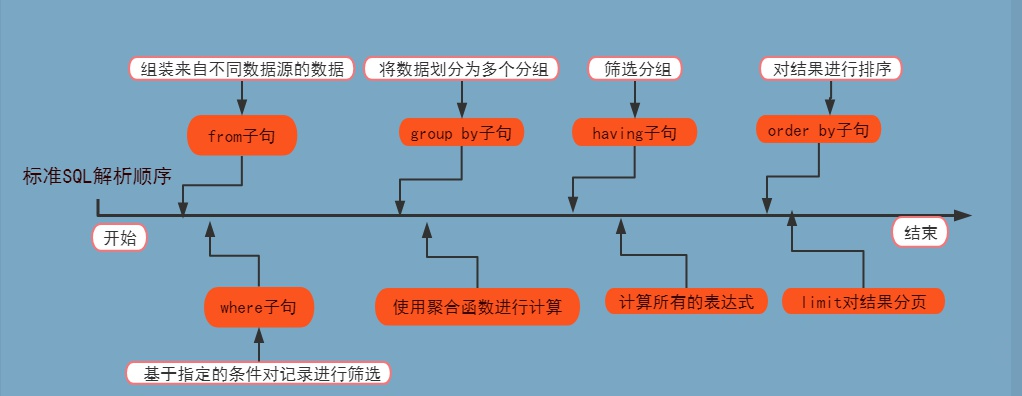 组装来自不同数据源的数据
将数据划分为多个分组
筛选分组
对结果进行排序
from子句
group by子句
having子句
order by子句
标准SQL解析顺序
开始
结束
where子句
使用聚合函数进行计算
计算所有的表达式
limit对结果分页
基于指定的条件对记录进行筛选